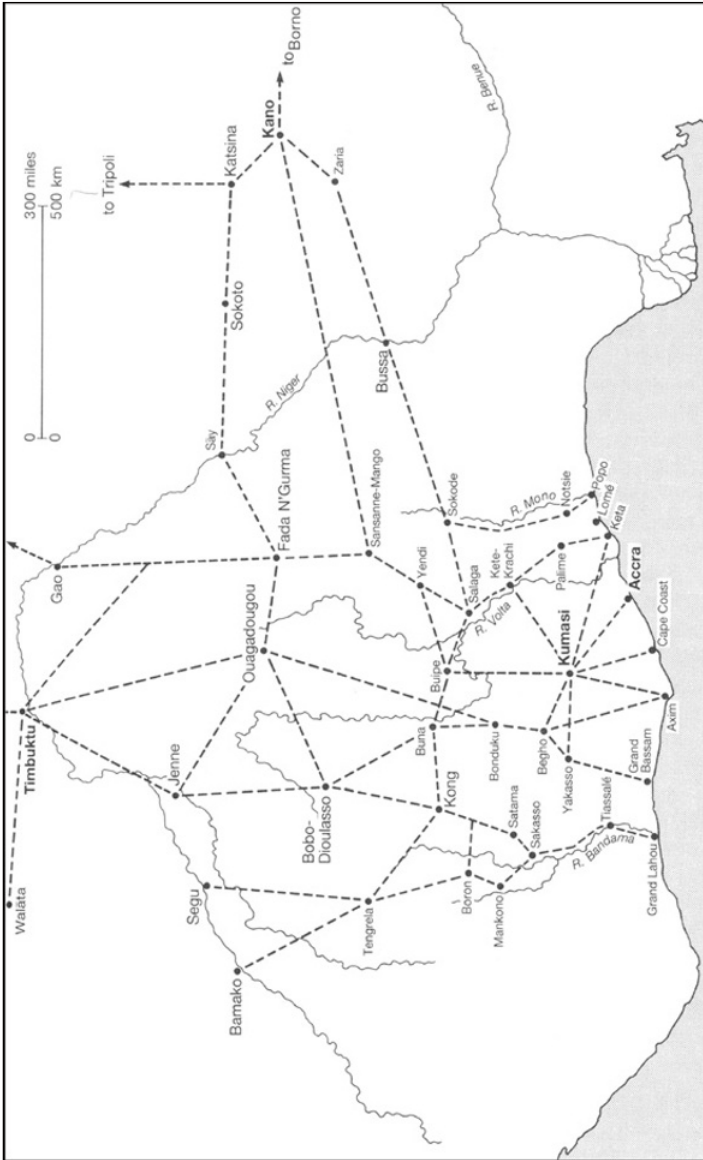 Walāta
Timbuktu
Gao
to Tripoli
300 miles
500 km
0
0
Segu
Jenne
Say
Sokoto
Katsina
Bamako
Ouagadougou
Fada N'Gurma
R. Niger
Kano
to Borno
Bobo-
Dioulasso
Zaria
Tengrela
Sansanne-Mango
Bussa
Kong
Buna
Buipe
Yendi
Sokode
Boron
Salaga
R. Benue
Mankono
Satama
Bonduku
R. Volta
Kete-
Krachi
Sakasso
Begho
R. Mono
Yakasso
Kumasi
Palime
Notsie
R. Bandama
Tiassalé
Lomé
Popo
Keta
Grand
Bassam
Accra
Grand Lahou
Cape Coast
Axim